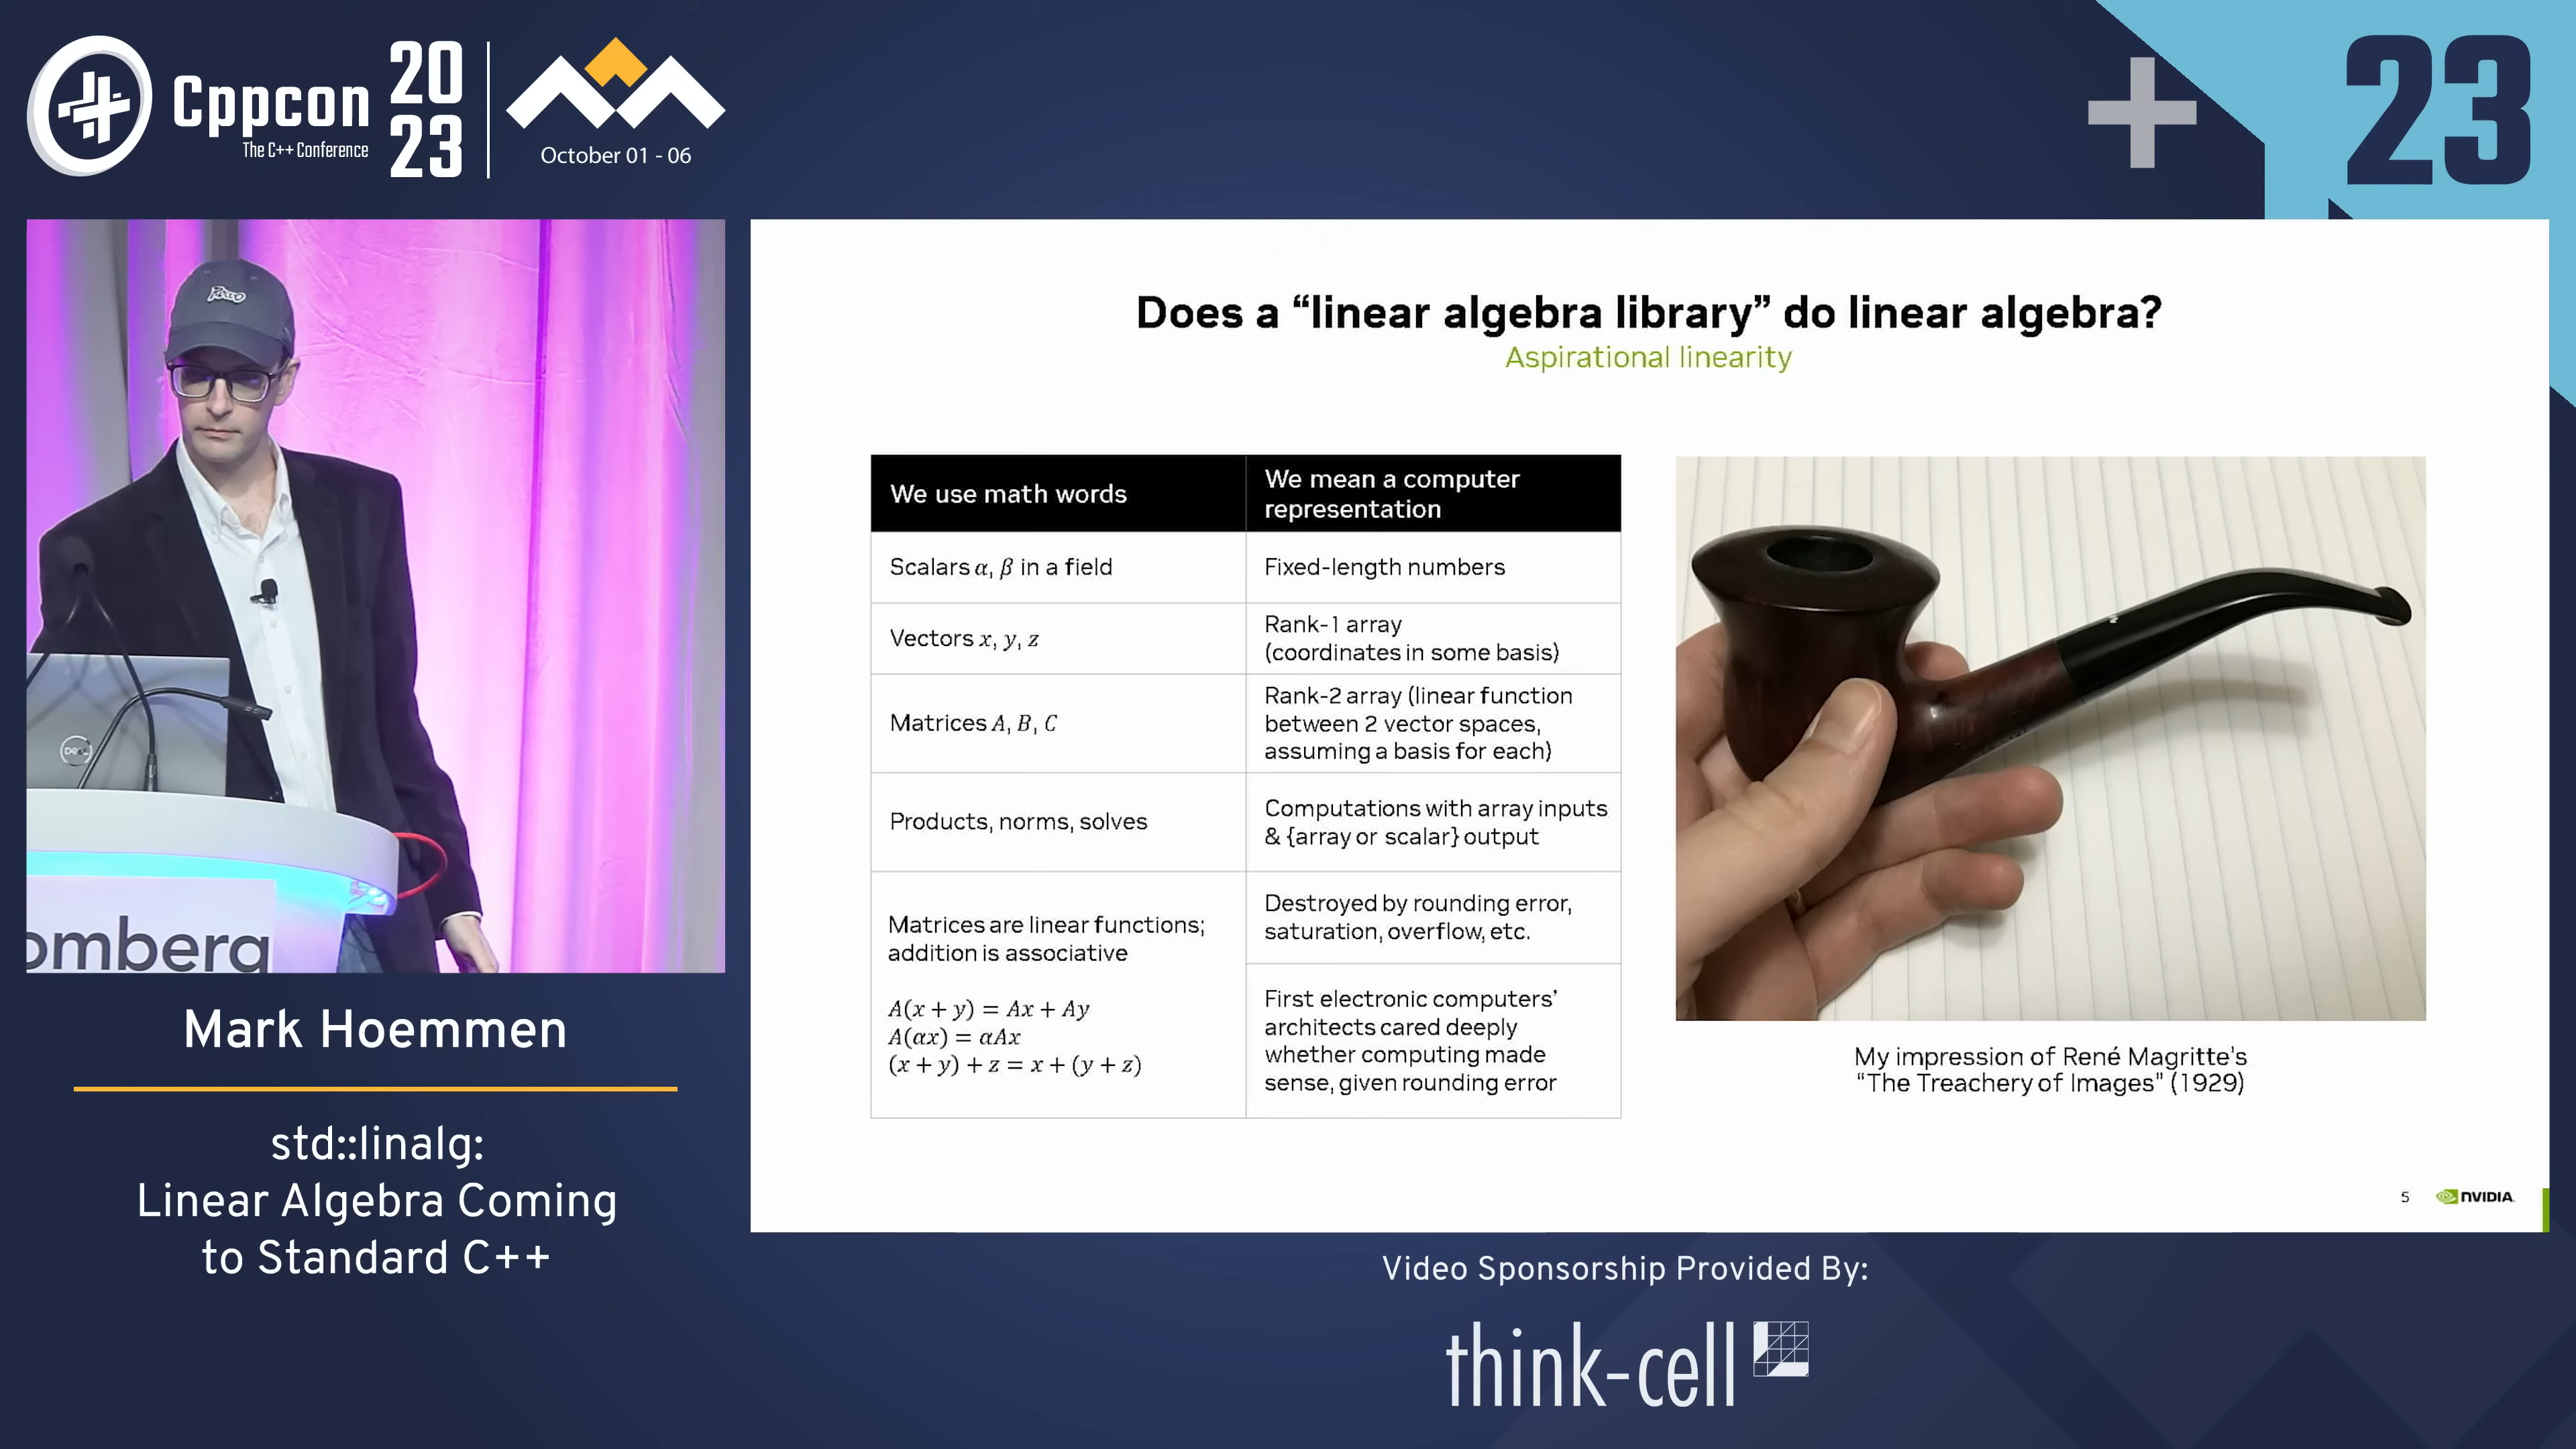 Cppcon
The C++ Conference
20
23
October 01 - 06
23
omberg
Mark Hoemmen
std::linalg:
Linear Algebra Coming
to Standard C++
Does a “linear algebra library” do linear algebra?
Aspirational linearity
We use math words
We mean a computer
representation
Scalars α, β in a field
Fixed-length numbers
Vectors x, y, z
Rank-1 array
(coordinates in some basis)
Matrices A, B, C
Rank-2 array (linear function
between 2 vector spaces,
assuming a basis for each)
Products, norms, solves
Computations with array inputs
& {array or scalar} output
Matrices are linear functions;
addition is associative
A(x + y) = Ax + Ay
A(αx) = αAx
(x + y) + z = x + (y + z)
Destroyed by rounding error,
saturation, overflow, etc.
First electronic computers’
architects cared deeply
whether computing made
sense, given rounding error
My impression of René Magritte’s
“The Treachery of Images” (1929)
5
NVIDIA.
Video Sponsorship Provided By:
think-cell
DELL